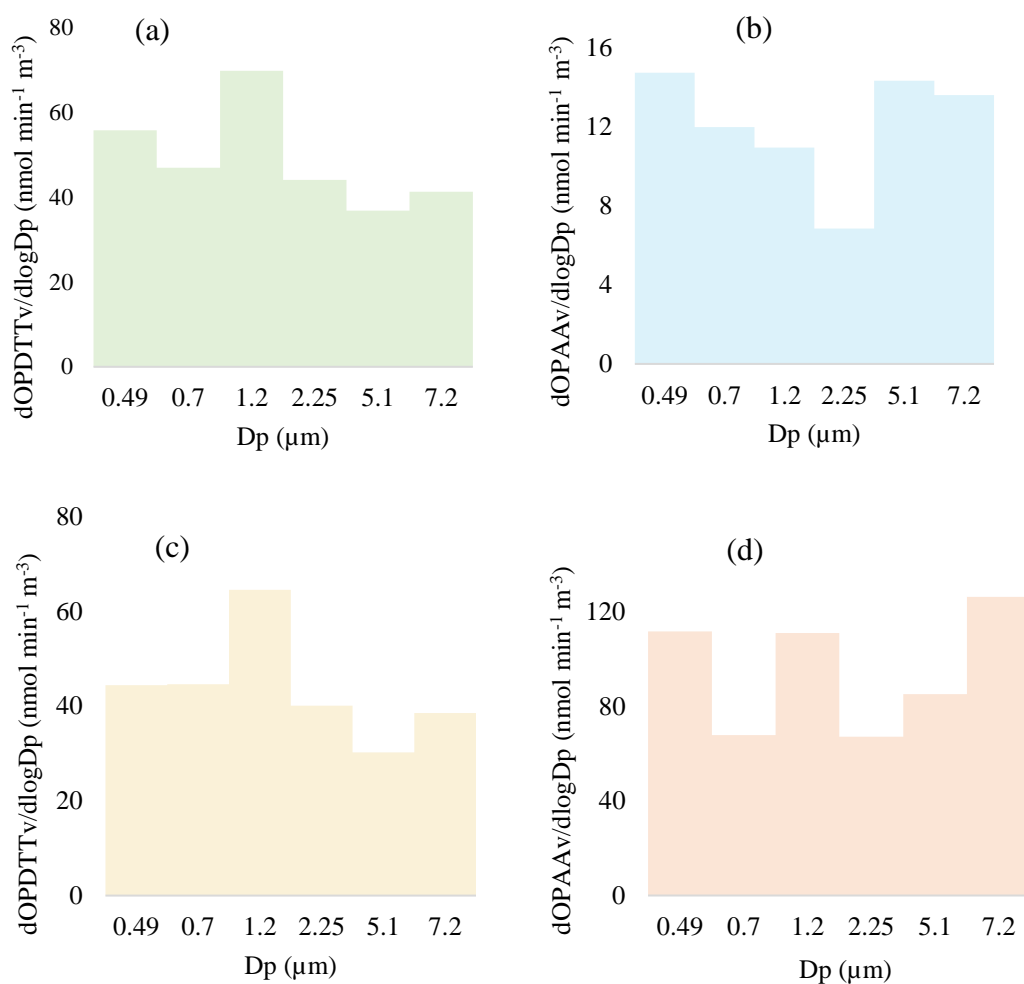 (a)
dOPDTTv/dlogDp (nmol min-1 m-3)
80
60
40
20
0
0.49 0.7 1.2 2.25 5.1 7.2
Dp (µm)
(b)
dOPAAv/dlogDp (nmol min-1 m-3)
16
12
8
4
0
0.49 0.7 1.2 2.25 5.1 7.2
Dp (µm)
(c)
dOPDTTv/dlogDp (nmol min-1 m-3)
80
60
40
20
0
0.49 0.7 1.2 2.25 5.1 7.2
Dp (µm)
(d)
dOPAAv/dlogDp (nmol min-1 m-3)
120
80
40
0
0.49 0.7 1.2 2.25 5.1 7.2
Dp (µm)